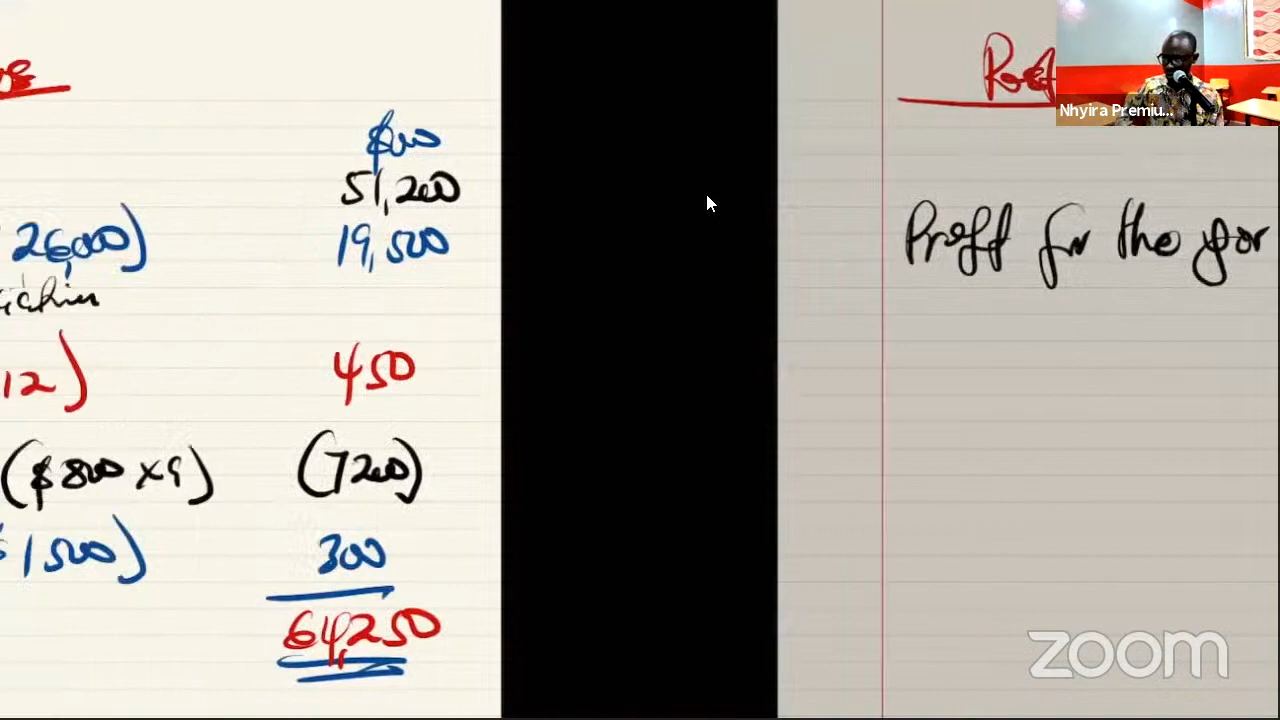 $000
51,200
26,000) 19,500
12) 450
($800 x 9) (7200)
1500) 300
64,250
Profit for the year
Nhyira Premiu...
zoom